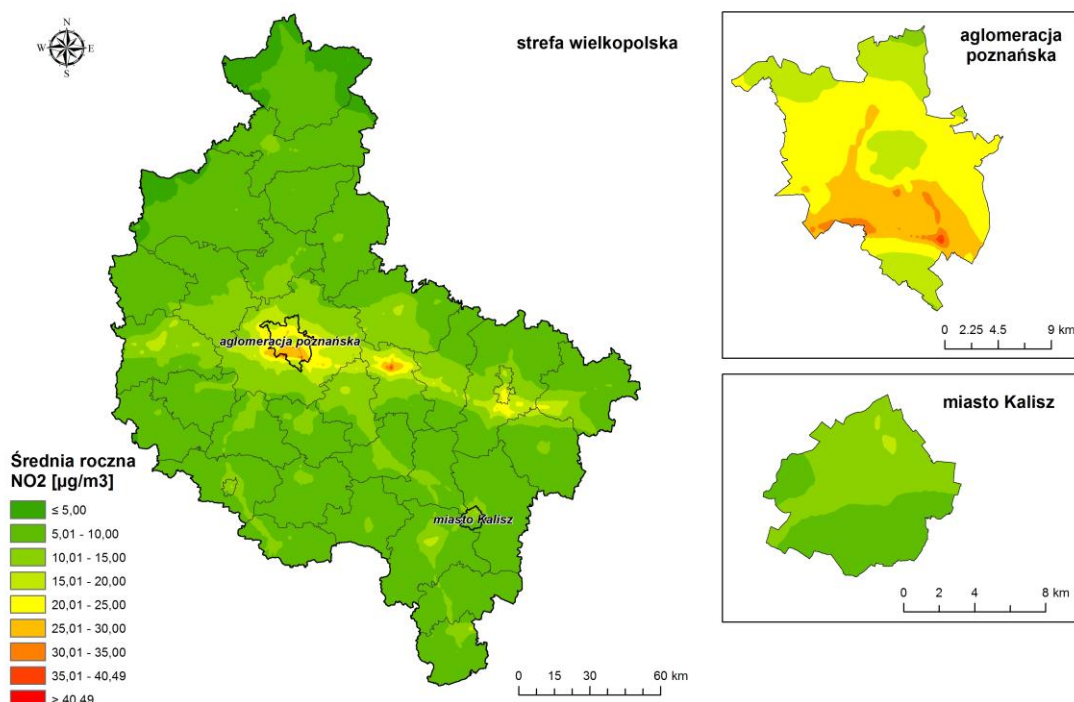 N
W E
S
strefa wielkopolska
aglomeracja poznańska
miasto Kalisz
Średnia roczna
NO2 [µg/m3]
≤ 5,00
5,01 - 10,00
10,01 - 15,00
15,01 - 20,00
20,01 - 25,00
25,01 - 30,00
30,01 - 35,00
35,01 - 40,49
> 40,49
0 15 30 60 km
aglomeracja
poznańska
0 2.25 4.5 9 km
miasto Kalisz
0 2 4 8 km